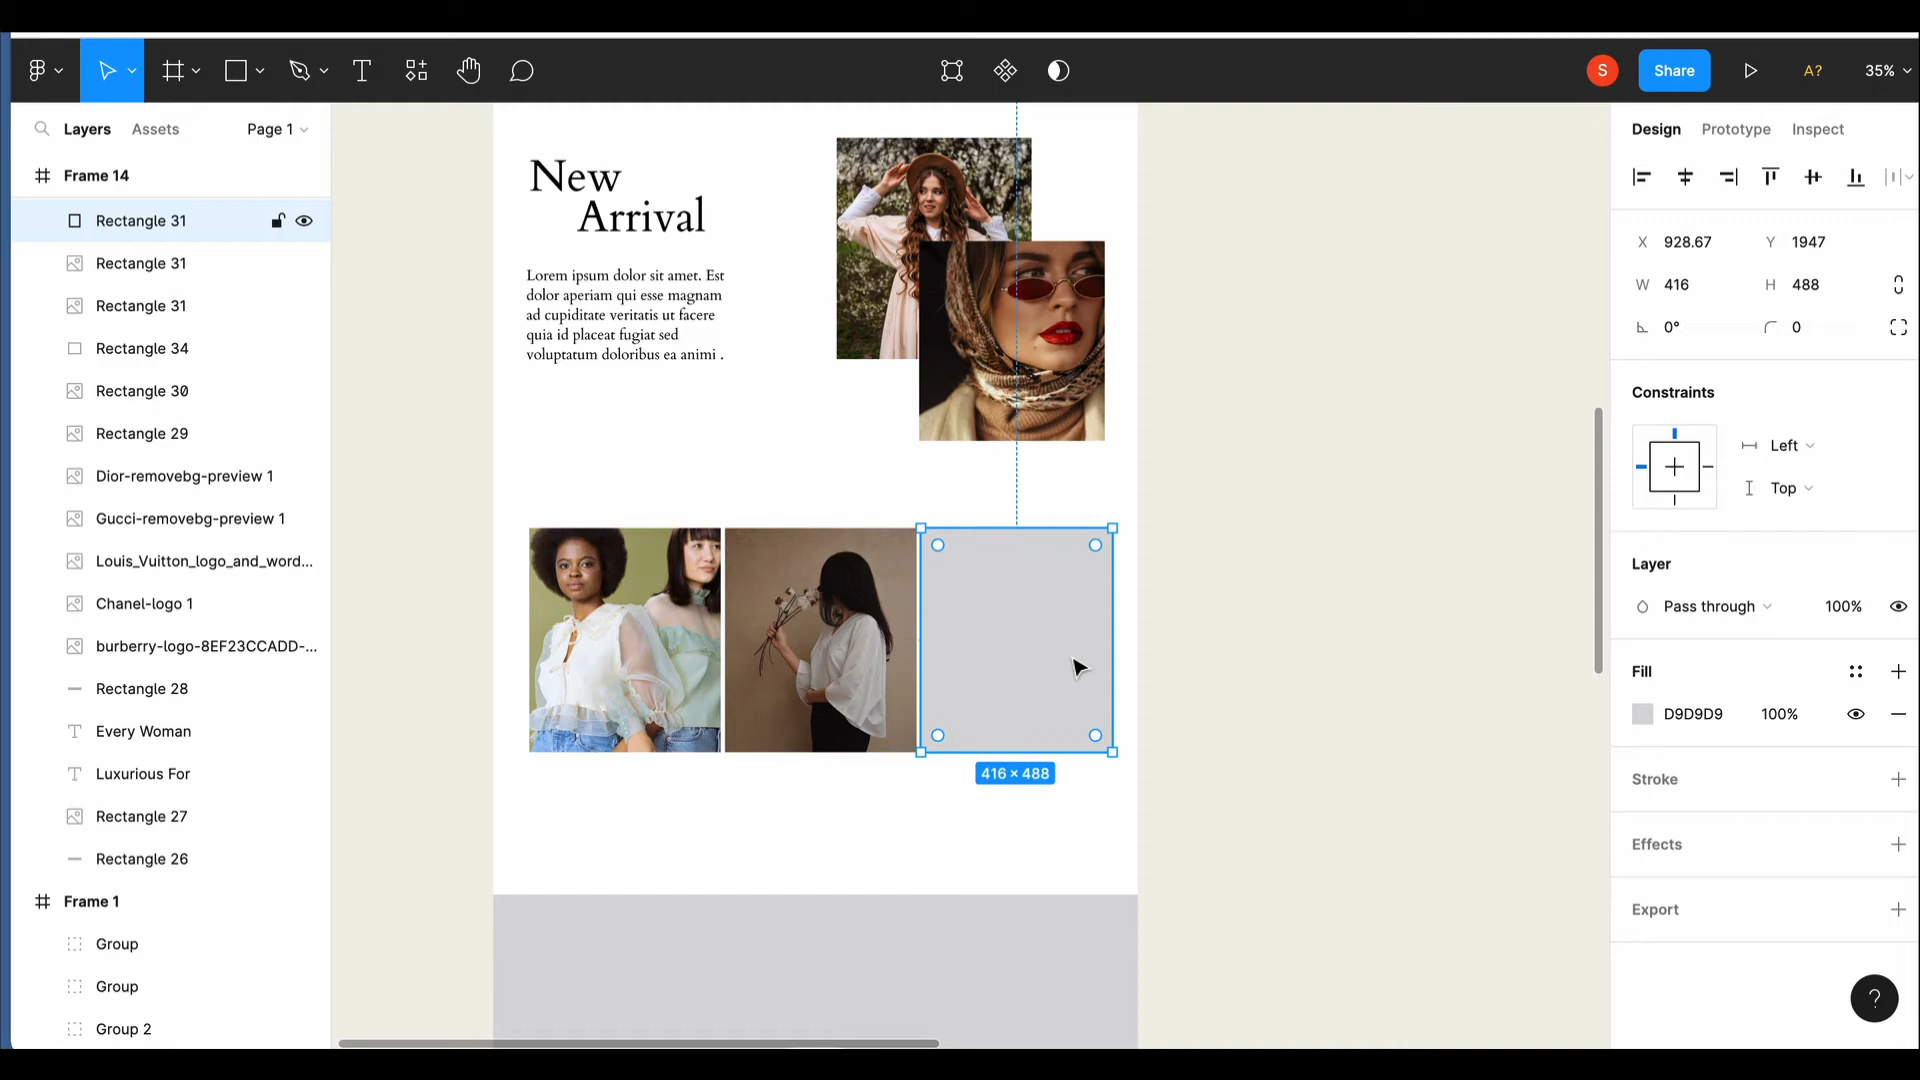 S
Share
A?
35%
Layers
Assets
Page 1
Frame 14
Rectangle 31
Rectangle 31
Rectangle 31
Rectangle 34
Rectangle 30
Rectangle 29
Dior-removebg-preview 1
Gucci-removebg-preview 1
Louis_Vuitton_logo_and_word...
Chanel-logo 1
burberry-logo-8EF23CCADD-...
Rectangle 28
Every Woman
Luxurious For
Rectangle 27
Rectangle 26
Frame 1
Group
Group
Group 2
New
Arrival
Lorem ipsum dolor sit amet. Est
dolor aperiam qui esse magnam
ad cupiditate veritatis ut facere
quia id placeat fugiat sed
voluptatum doloribus ea animi .
416 × 488
Design
Prototype
Inspect
X 928.67 Y 1947
W 416 H 488
0° 0
Constraints
Left
Top
Layer
Pass through 100%
Fill
D9D9D9 100%
Stroke
Effects
Export
?